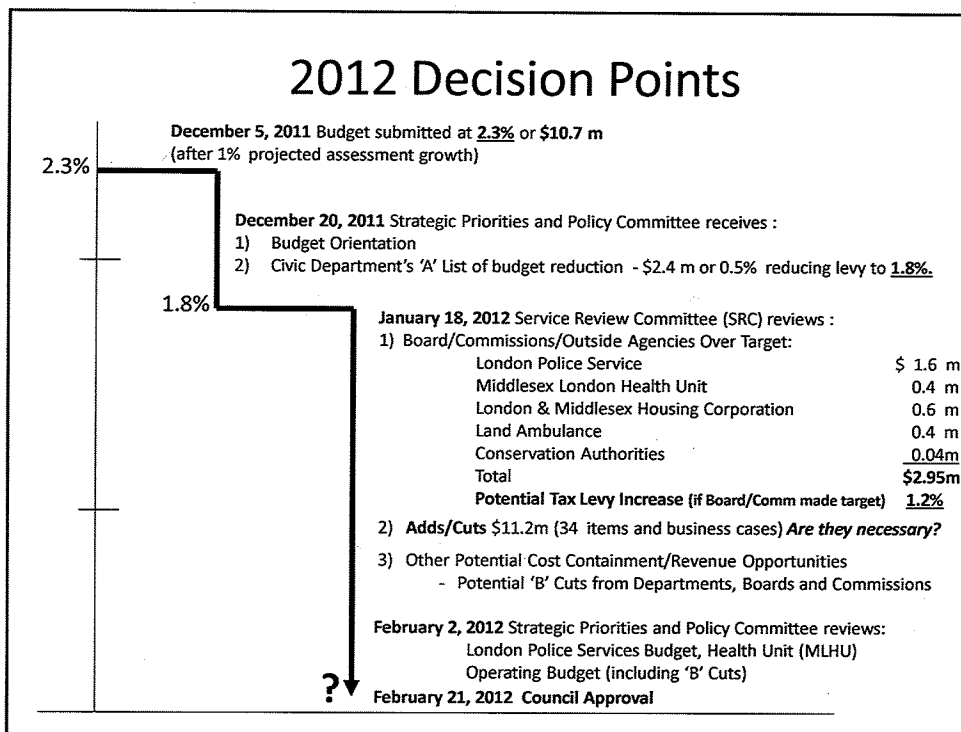 2012 Decision Points
December 5, 2011 Budget submitted at 2.3% or $10.7 m
(after 1% projected assessment growth)
2.3%
December 20, 2011 Strategic Priorities and Policy Committee receives :
1) Budget Orientation
2) Civic Department's 'A' List of budget reduction - $2.4 m or 0.5% reducing levy to 1.8%.
1.8%
January 18, 2012 Service Review Committee (SRC) reviews :
1) Board/Commissions/Outside Agencies Over Target:
London Police Service $ 1.6 m
Middlesex London Health Unit 0.4 m
London & Middlesex Housing Corporation 0.6 m
Land Ambulance 0.4 m
Conservation Authorities 0.04m
Total $2.95m
Potential Tax Levy Increase (if Board/Comm made target) 1.2%
2) Adds/Cuts $11.2m (34 items and business cases) Are they necessary?
3) Other Potential Cost Containment/Revenue Opportunities
- Potential 'B' Cuts from Departments, Boards and Commissions
February 2, 2012 Strategic Priorities and Policy Committee reviews:
London Police Services Budget, Health Unit (MLHU)
Operating Budget (including 'B' Cuts)
?
February 21, 2012 Council Approval